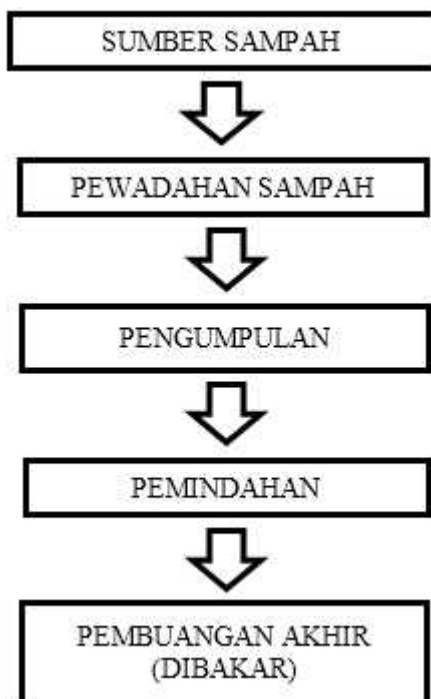 SUMBER SAMPAH
PEWADAHAN SAMPAH
PENGUMPULAN
PEMINDAHAN
PEMBUANGAN AKHIR
(DIBAKAR)